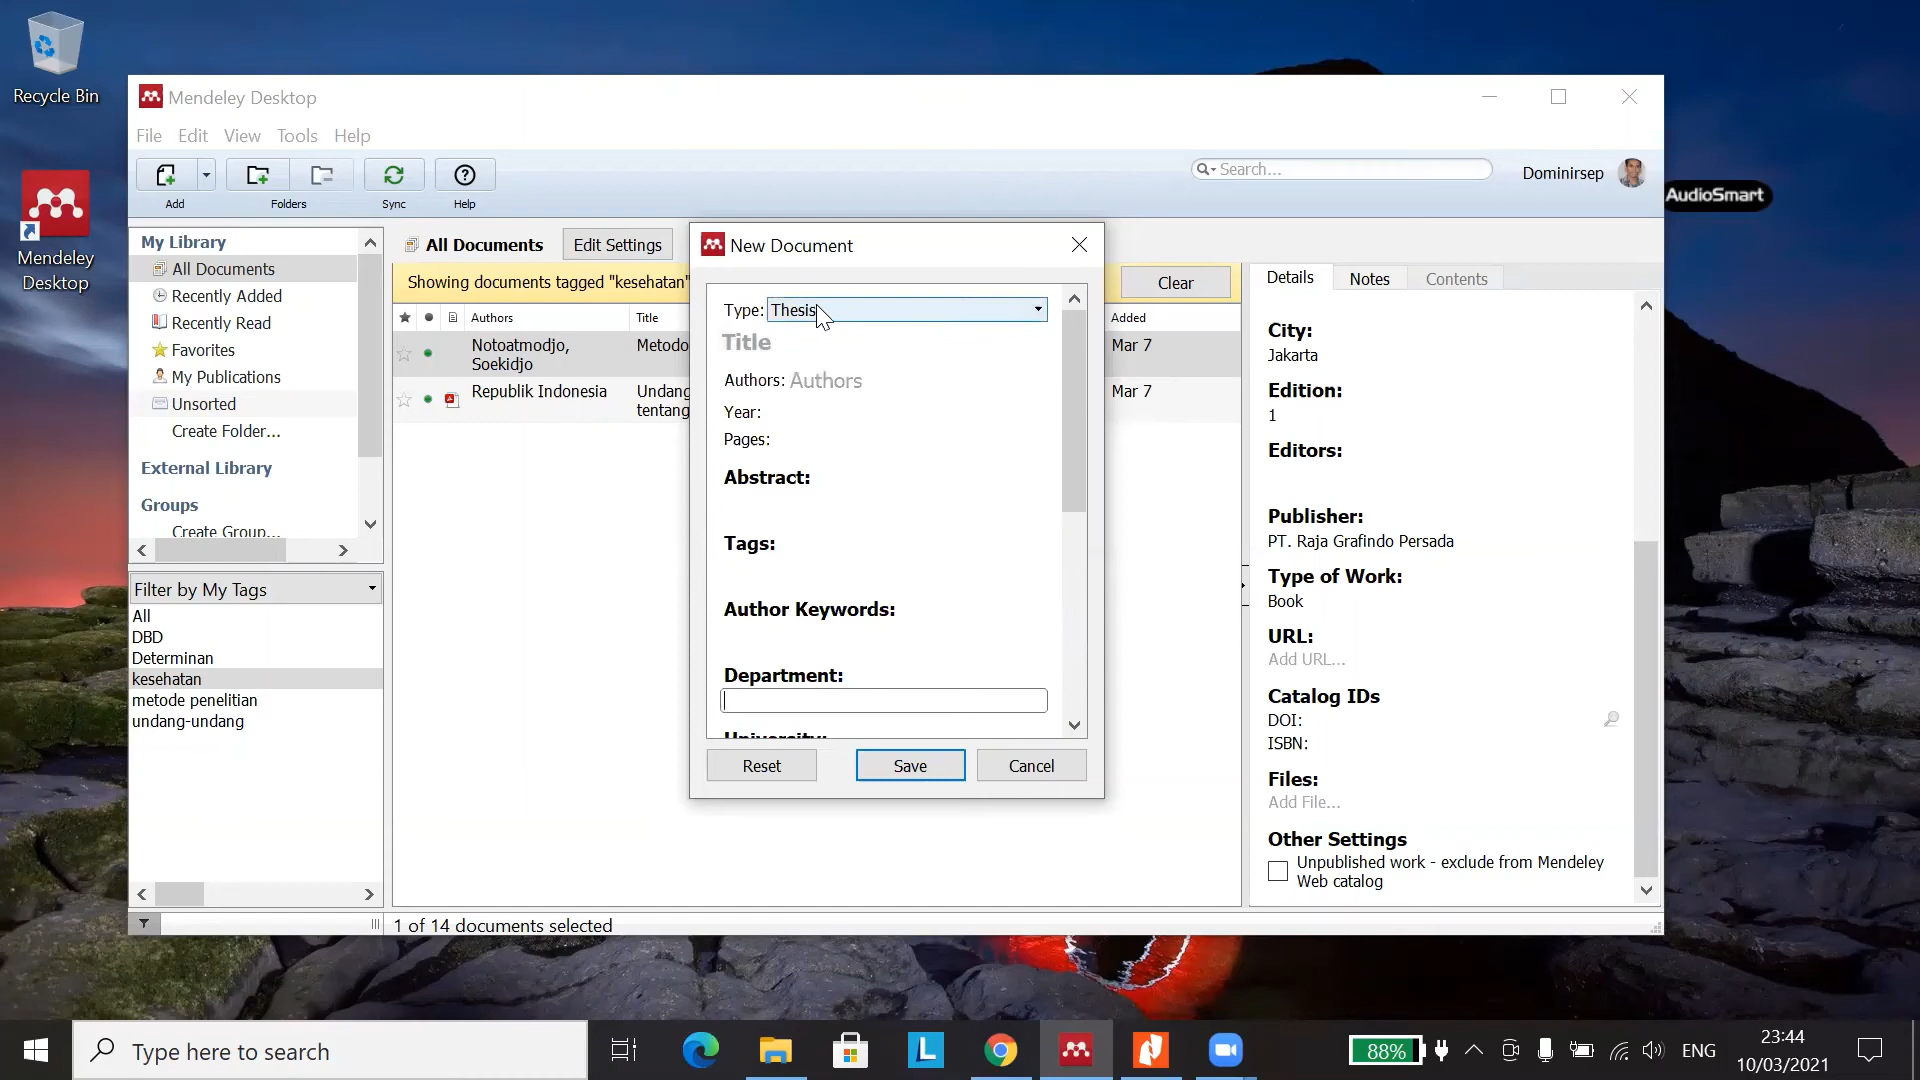 Recycle Bin
Mendeley
Desktop
Mendeley Desktop
File Edit View Tools Help
Add
Folders
Sync
Help
Search...
Dominirsep
AudioSmart
My Library
All Documents
Recently Added
Recently Read
Favorites
My Publications
Unsorted
Create Folder...
External Library
Groups
Create Group...
Filter by My Tags
All
DBD
Determinan
kesehatan
metode penelitian
undang-undang
All Documents
Edit Settings
Showing documents tagged "kesehatan"
Clear
Authors Title Added
Notoatmodjo,
Soekidjo
Metodo
Mar 7
Republik Indonesia
Undang
tentang
Mar 7
1 of 14 documents selected
New Document
Type: Thesis
Title
Authors: Authors
Year:
Pages:
Abstract:
Tags:
Author Keywords:
Department:
University:
Reset
Save
Cancel
Details Notes Contents
City:
Jakarta
Edition:
1
Editors:
Publisher:
PT. Raja Grafindo Persada
Type of Work:
Book
URL:
Add URL...
Catalog IDs
DOI:
ISBN:
Files:
Add File...
Other Settings
Unpublished work - exclude from Mendeley
Web catalog
Type here to search
L
88%
ENG
23:44
10/03/2021